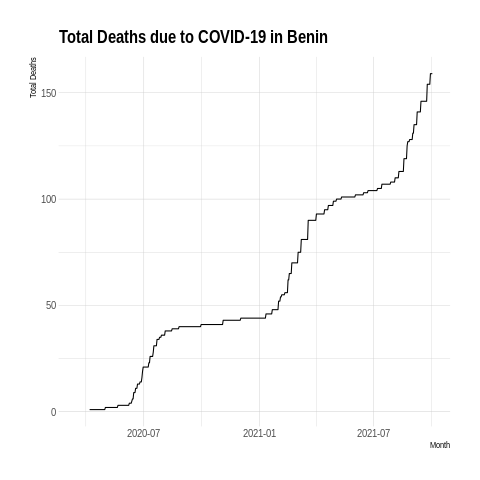 Total Deaths due to COVID-19 in Benin
Total Deaths
150
100
50
0
2020-07
2021-01
2021-07
Month